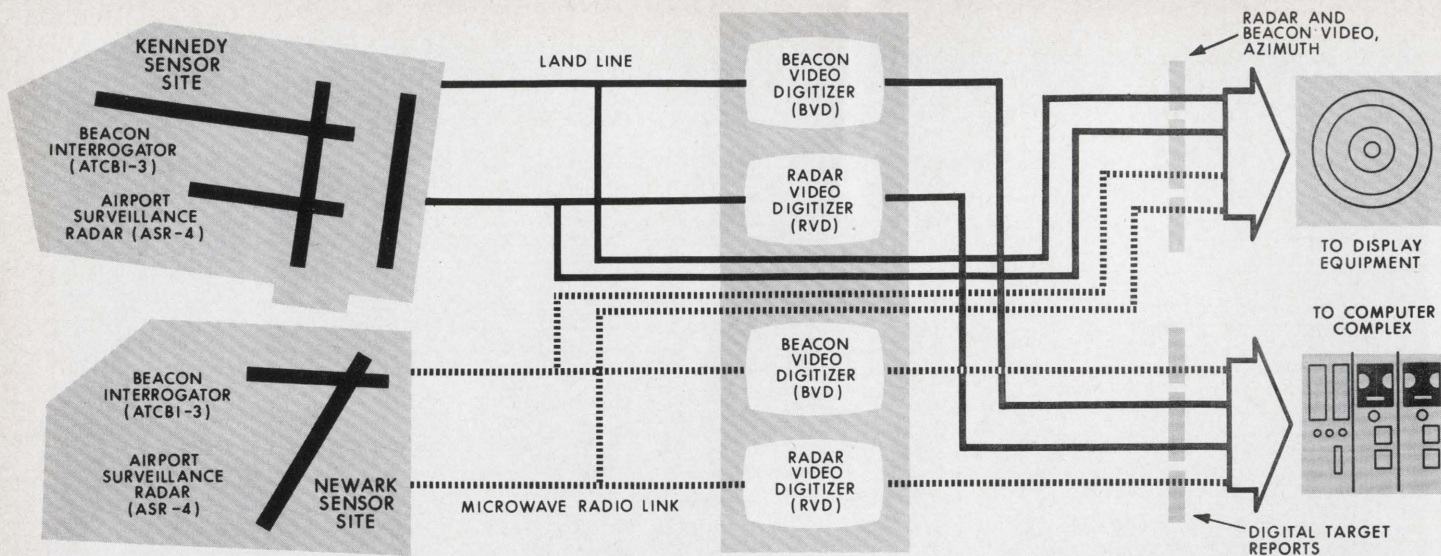 KENNEDY
SENSOR
SITE
BEACON
INTERROGATOR
(ATCBI-3)
AIRPORT
SURVEILLANCE
RADAR (ASR-4)
LAND LINE
BEACON
VIDEO
DIGITIZER
(BVD)
RADAR
VIDEO
DIGITIZER
(RVD)
RADAR AND
BEACON VIDEO,
AZIMUTH
TO DISPLAY
EQUIPMENT
BEACON
INTERROGATOR
(ATCBI-3)
AIRPORT
SURVEILLANCE
RADAR
(ASR-4)
NEWARK
SENSOR
SITE
MICROWAVE RADIO LINK
BEACON
VIDEO
DIGITIZER
(BVD)
RADAR
VIDEO
DIGITIZER
(RVD)
TO COMPUTER
COMPLEX
DIGITAL TARGET
REPORTS